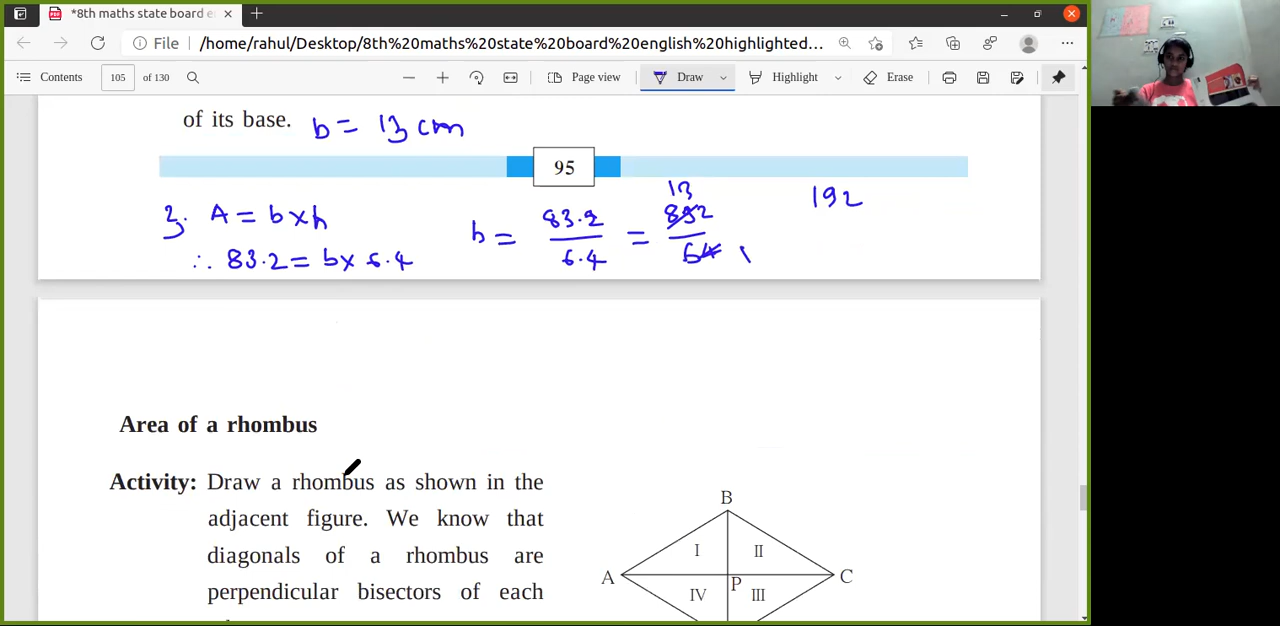 *8th maths state board e
File /home/rahul/Desktop/8th%20maths%20state%20board%20english%20highlighted...
Contents 105 of 130 Page view Draw Highlight Erase
of its base. b = 13 cm
95
3. A = b x h
∴ 83.2 = b x 6.4
b = 83.2 / 6.4 = 832 / 64
13
1
192
Area of a rhombus
Activity: Draw a rhombus as shown in the
adjacent figure. We know that
diagonals of a rhombus are
perpendicular bisectors of each
B
I II
A P C
IV III